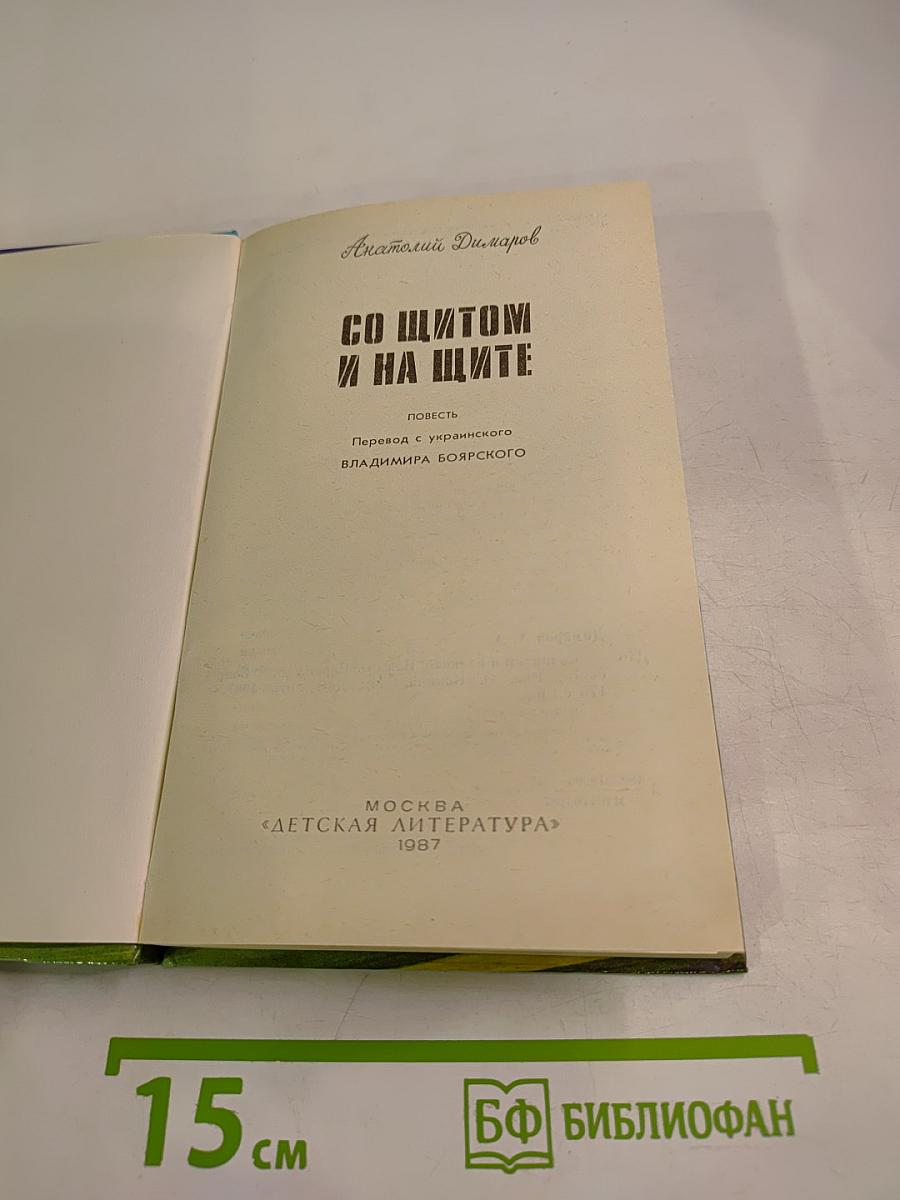 Анатолий Димаров
СО ЩИТОМ
И НА ЩИТЕ
ПОВЕСТЬ
Перевод с украинского
ВЛАДИМИРА БОЯРСКОГО
МОСКВА
«ДЕТСКАЯ ЛИТЕРАТУРА»
1987
15 см
БФ БИБЛИОФАН